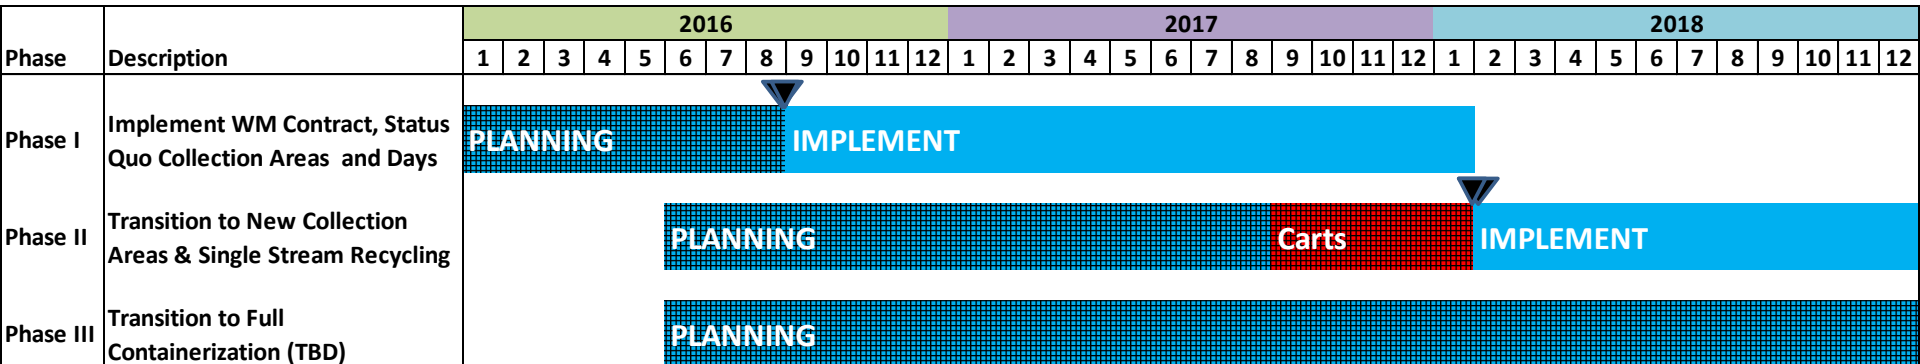 2016 2017 2018
Phase Description 1 2 3 4 5 6 7 8 9 10 11 12 1 2 3 4 5 6 7 8 9 10 11 12 1 2 3 4 5 6 7 8 9 10 11 12
Phase I
Implement WM Contract, Status
Quo Collection Areas and Days
PLANNING IMPLEMENT
Phase II
Transition to New Collection
Areas & Single Stream Recycling
PLANNING Carts IMPLEMENT
Phase III
Transition to Full
Containerization (TBD)
PLANNING